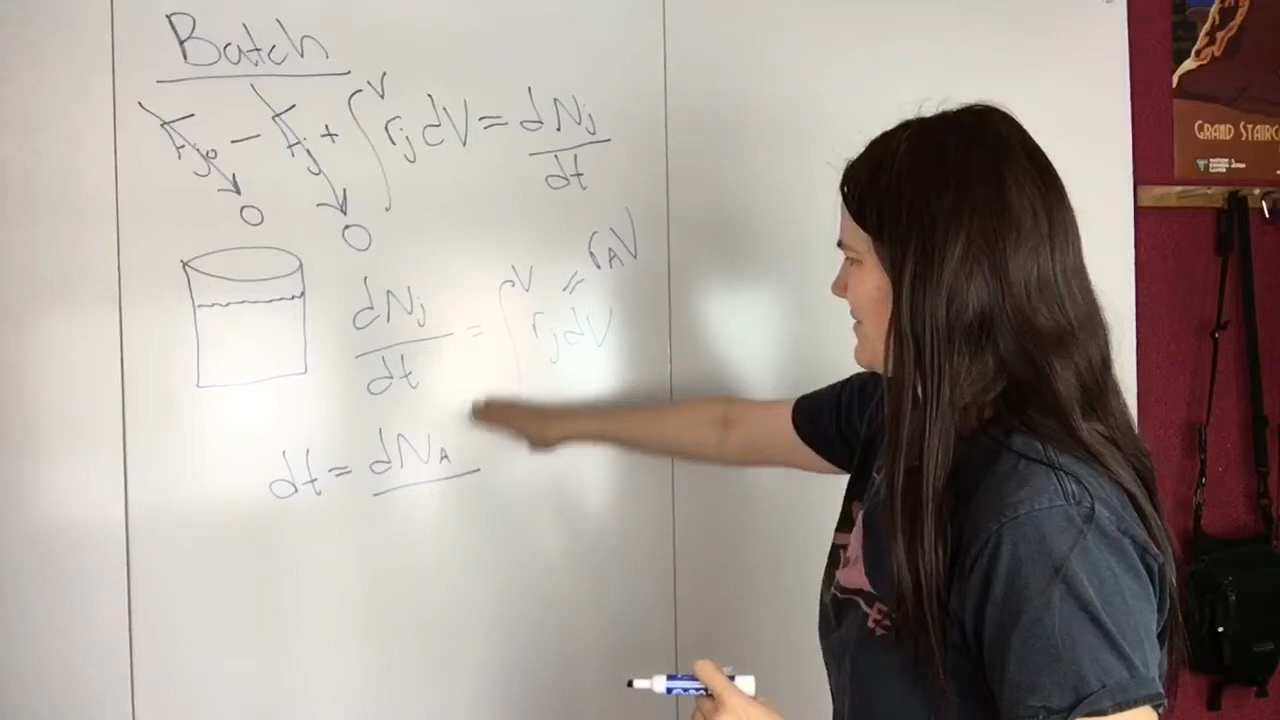 Batch
Fj0 - Fj + ∫V rj dV = dNj/dt
0 0
dNj/dt = ∫V rj dV = rAV
dt = dNA
GRAND STAIRC